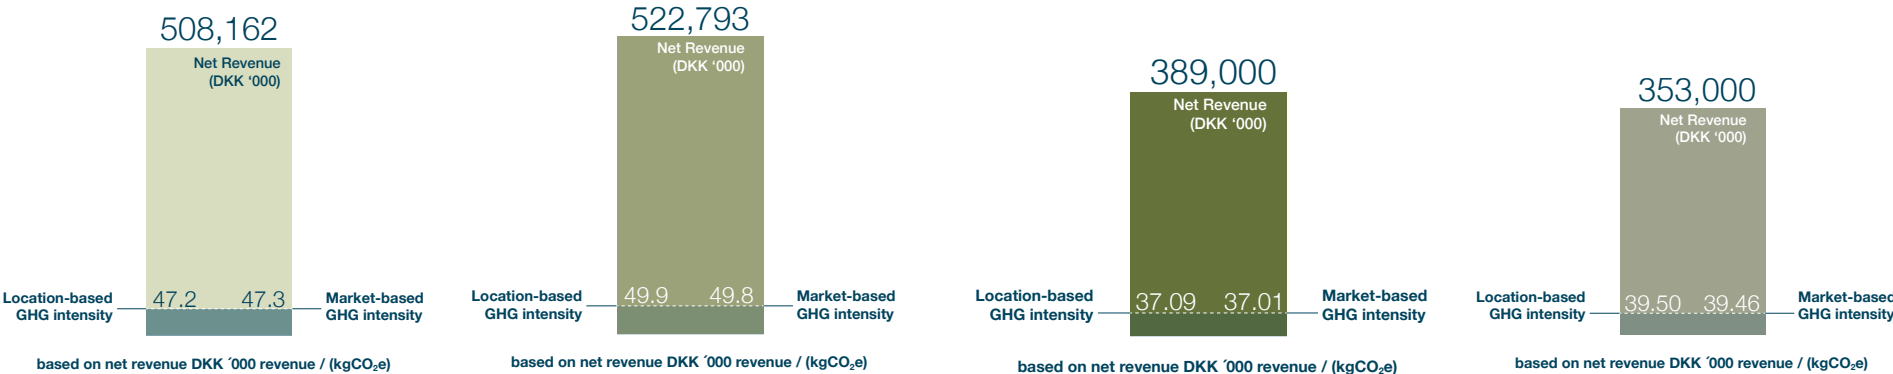 508,162
Net Revenue
(DKK ‘000)
47.2 47.3
Location-based
GHG intensity
Market-based
GHG intensity
based on net revenue DKK ´000 revenue / (kgCO₂e)
522,793
Net Revenue
(DKK ‘000)
49.9 49.8
Location-based
GHG intensity
Market-based
GHG intensity
based on net revenue DKK ´000 revenue / (kgCO₂e)
389,000
Net Revenue
(DKK ‘000)
37.09 37.01
Location-based
GHG intensity
Market-based
GHG intensity
based on net revenue DKK ´000 revenue / (kgCO₂e)
353,000
Net Revenue
(DKK ‘000)
39.50 39.46
Location-based
GHG intensity
Market-based
GHG intensity
based on net revenue DKK ´000 revenue / (kgCO₂e)